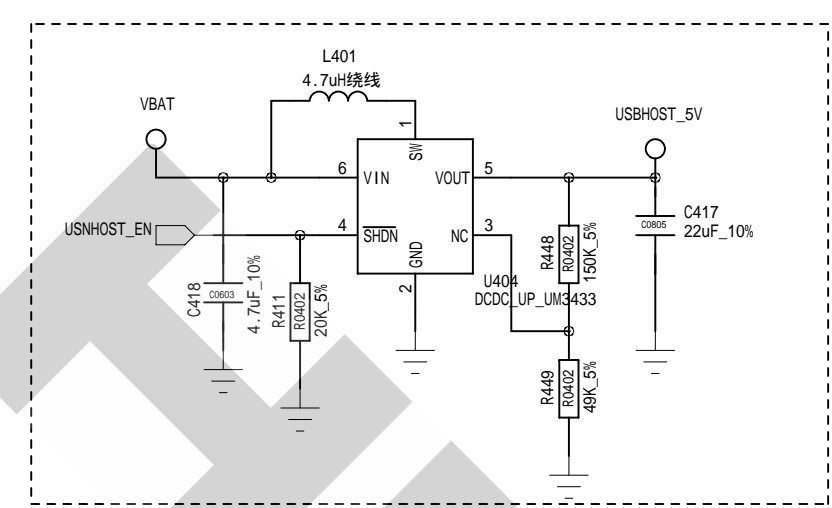 L401
4.7uH绕线
VBAT
USBHOST_5V
1
SW
6
VIN
VOUT
5
USNHOST_EN
4
SHDN
NC
3
GND
2
C417
C0805
22uF_10%
R448
R0402
150K_5%
U404
DCDC_UP_UM3433
C418
C0603
4.7uF_10%
R411
R0402
20K_5%
R449
R0402
49K_5%